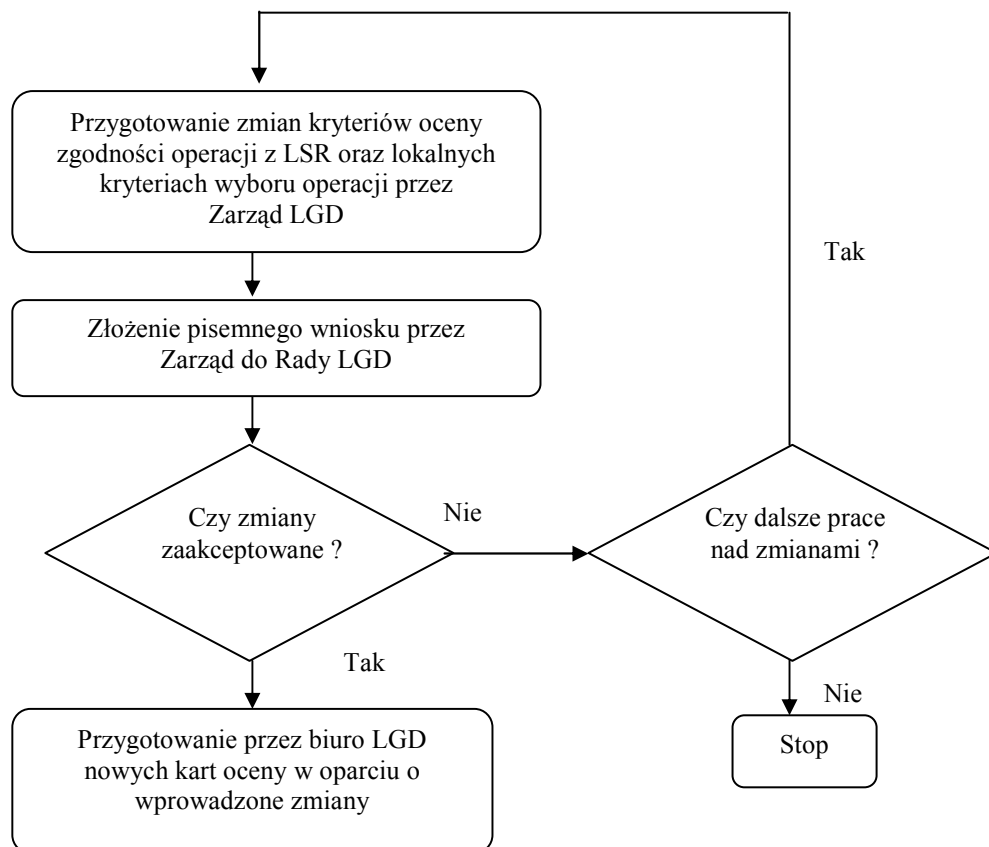 Przygotowanie zmian kryteriów oceny
zgodności operacji z LSR oraz lokalnych
kryteriach wyboru operacji przez
Zarząd LGD
Tak
Złożenie pisemnego wniosku przez
Zarząd do Rady LGD
Czy zmiany
zaakceptowane ?
Nie
Czy dalsze prace
nad zmianami ?
Tak
Nie
Przygotowanie przez biuro LGD
nowych kart oceny w oparciu o
wprowadzone zmiany
Stop